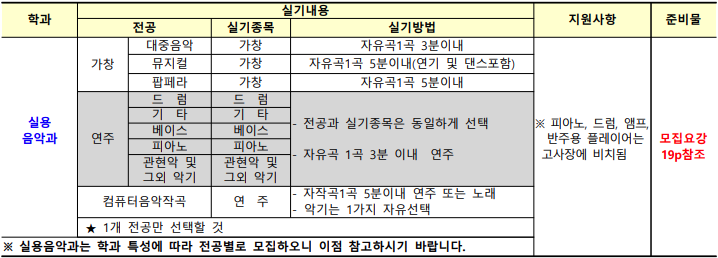 학과 실기내용 지원사항 준비물
전공 실기종목 실기방법
실용
음악과
가창
대중음악 가창 자유곡1곡 3분이내
뮤지컬 가창 자유곡1곡 5분이내(연기 및 댄스포함)
팝페라 가창 자유곡1곡 5분이내
연주
드 럼 드 럼
기 타 기 타
베이스 베이스
피아노 피아노
관현악 및 관현악 및
그외 악기 그외 악기
- 전공과 실기종목은 동일하게 선택
- 자유곡 1곡 3분 이내 연주
컴퓨터음악작곡 연 주
- 자작곡1곡 5분이내 연주 또는 노래
- 악기는 1가지 자유선택
★ 1개 전공만 선택할 것
※ 피아노, 드럼, 앰프,
반주용 플레이어는
고사장에 비치됨
모집요강
19p참조
※ 실용음악과는 학과 특성에 따라 전공별로 모집하오니 이점 참고하시기 바랍니다.